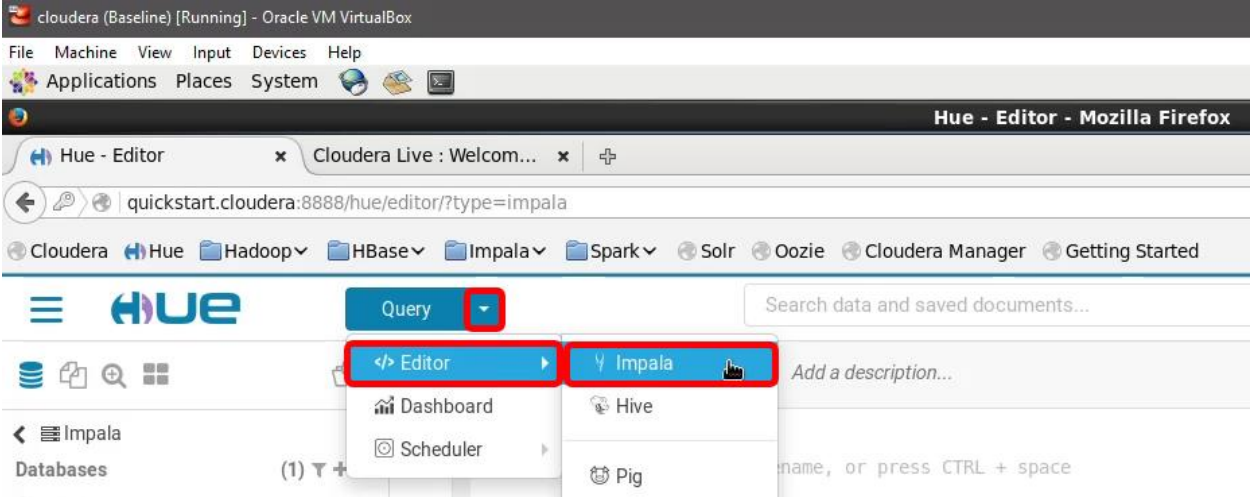 cloudera (Baseline) [Running] - Oracle VM VirtualBox
File Machine View Input Devices Help
Applications Places System
Hue - Editor - Mozilla Firefox
Hue - Editor Cloudera Live : Welcom...
quickstart.cloudera:8888/hue/editor/?type=impala
Cloudera Hue Hadoop HBase Impala Spark Solr Oozie Cloudera Manager Getting Started
HUE Query Search data and saved documents...
</> Editor Impala Add a description...
Dashboard Hive
Impala Scheduler
Databases (1) Pig ename, or press CTRL + space